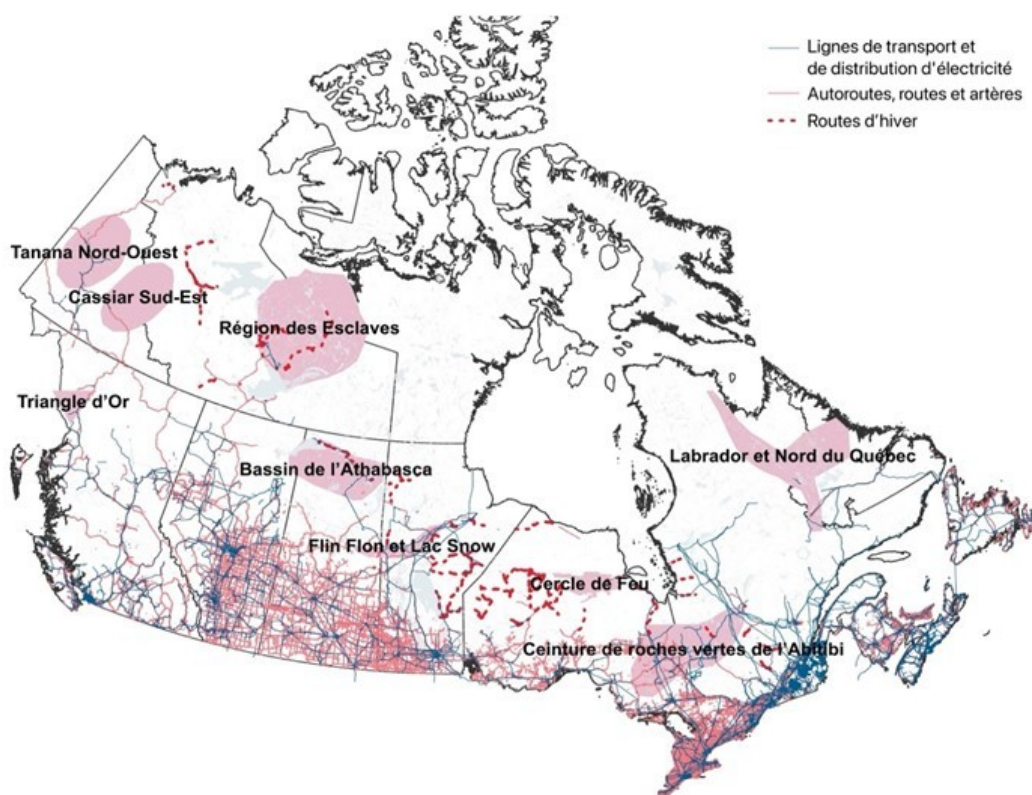 Lignes de transport et
de distribution d'électricité
Autoroutes, routes et artères
Routes d'hiver
Tanana Nord-Ouest
Cassiar Sud-Est
Région des Esclaves
Triangle d'Or
Bassin de l'Athabasca
Labrador et Nord du Québec
Flin Flon et Lac Snow
Cercle de Feu
Ceinture de roches vertes de l'Abitibi